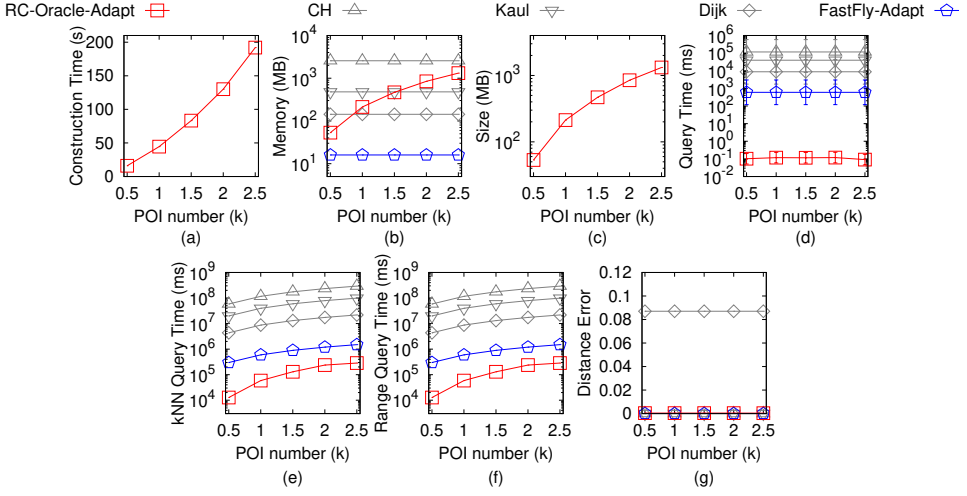 RC-Oracle-Adapt CH Kaul Dijk FastFly-Adapt
Construction Time (s)
200
150
100
50
0
0.5 1 1.5 2 2.5
POI number (k)
(a)
Memory (MB)
10^4
10^3
10^2
10^1
0.5 1 1.5 2 2.5
POI number (k)
(b)
Size (MB)
10^3
10^2
0.5 1 1.5 2 2.5
POI number (k)
(c)
Query Time (ms)
10^6
10^5
10^4
10^3
10^2
10^1
10^0
10^-1
10^-2
0.5 1 1.5 2 2.5
POI number (k)
(d)
kNN Query Time (ms)
10^9
10^8
10^7
10^6
10^5
10^4
0.5 1 1.5 2 2.5
POI number (k)
(e)
Range Query Time (ms)
10^9
10^8
10^7
10^6
10^5
10^4
0.5 1 1.5 2 2.5
POI number (k)
(f)
Distance Error
0.12
0.1
0.08
0.06
0.04
0.02
0
0.5 1 1.5 2 2.5
POI number (k)
(g)